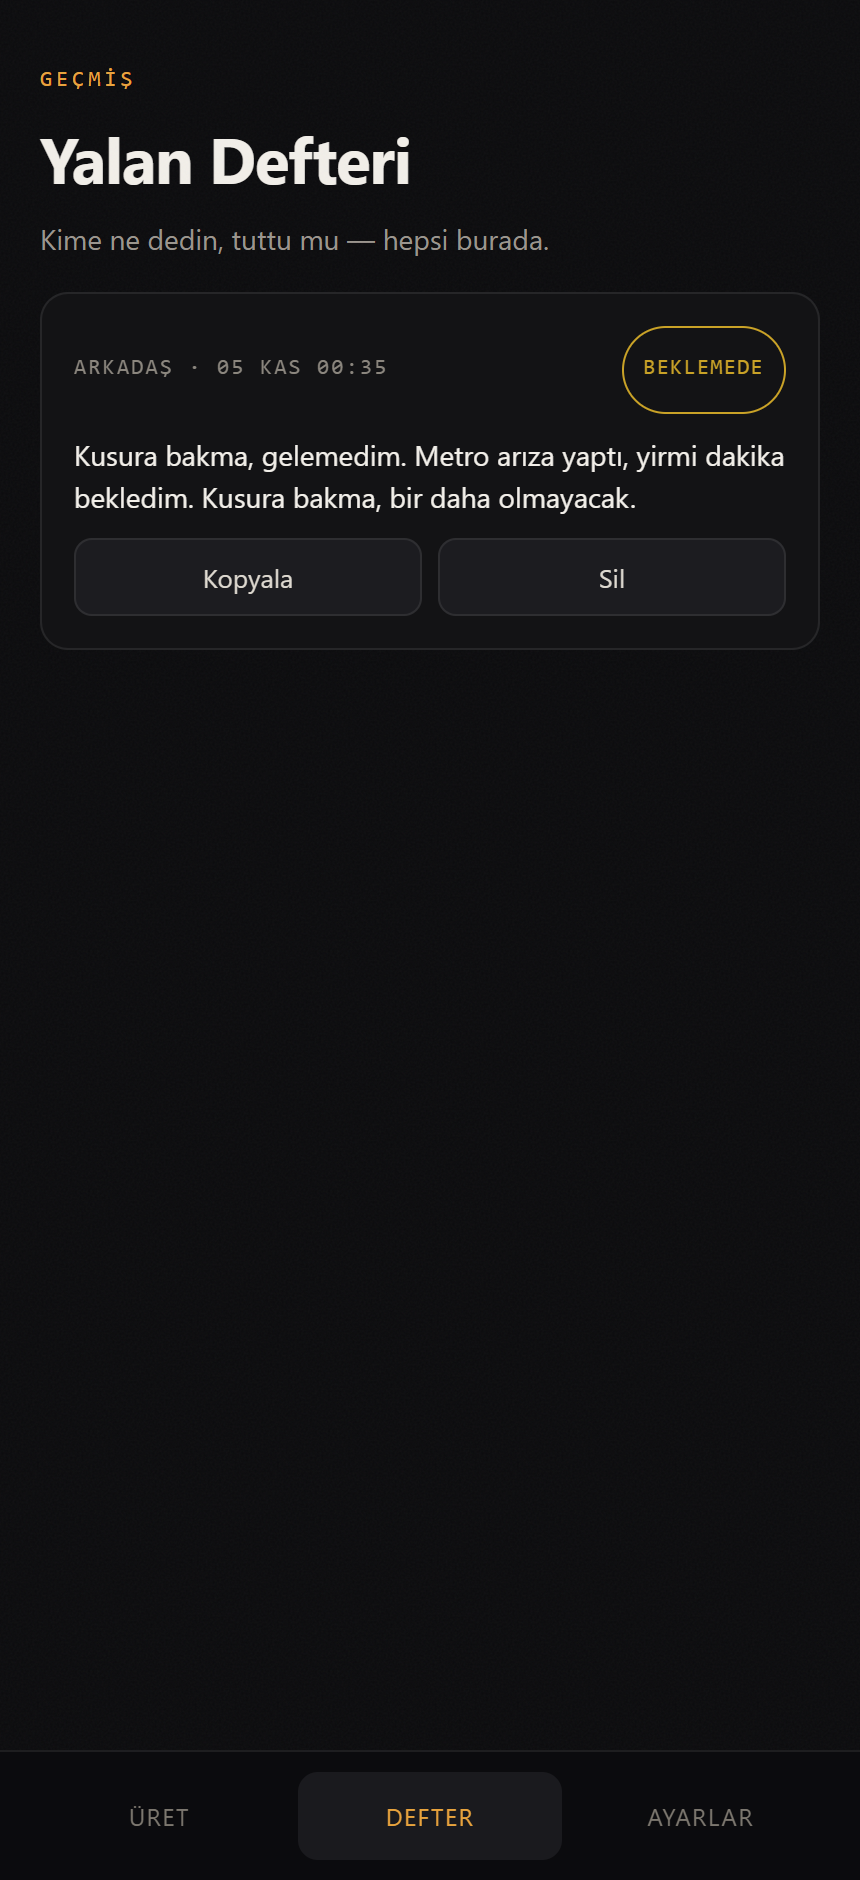 GEÇMİŞ
Yalan Defteri
Kime ne dedin, tuttu mu — hepsi burada.
ARKADAŞ · 05 KAS 00:35
BEKLEMEDE
Kusura bakma, gelemedim. Metro arıza yaptı, yirmi dakika
bekledim. Kusura bakma, bir daha olmayacak.
Kopyala
Sil
ÜRET
DEFTER
AYARLAR